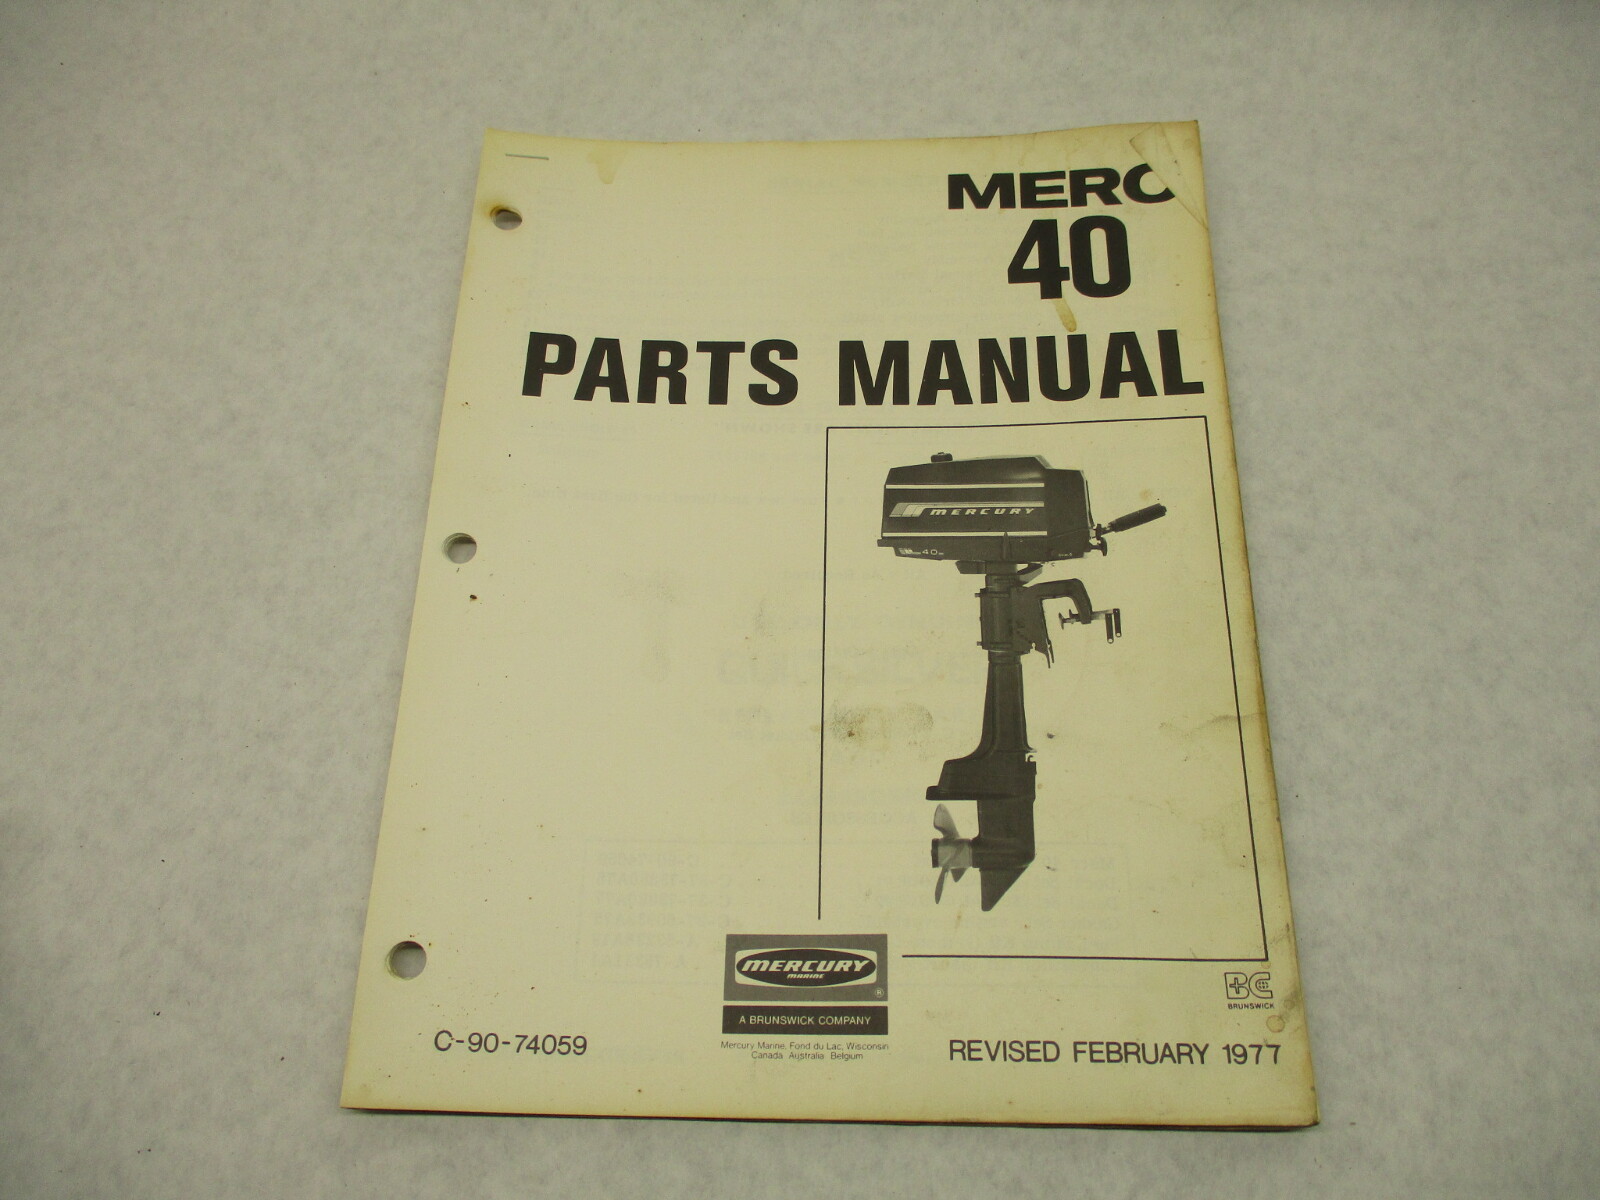 MERC
40
PARTS MANUAL
MERCURY
40
MERCURY
MARINE
®
A BRUNSWICK COMPANY
Mercury Marine, Fond du Lac, Wisconsin
Canada Australia Belgium
BC
BRUNSWICK
C-90-74059
REVISED FEBRUARY 1977